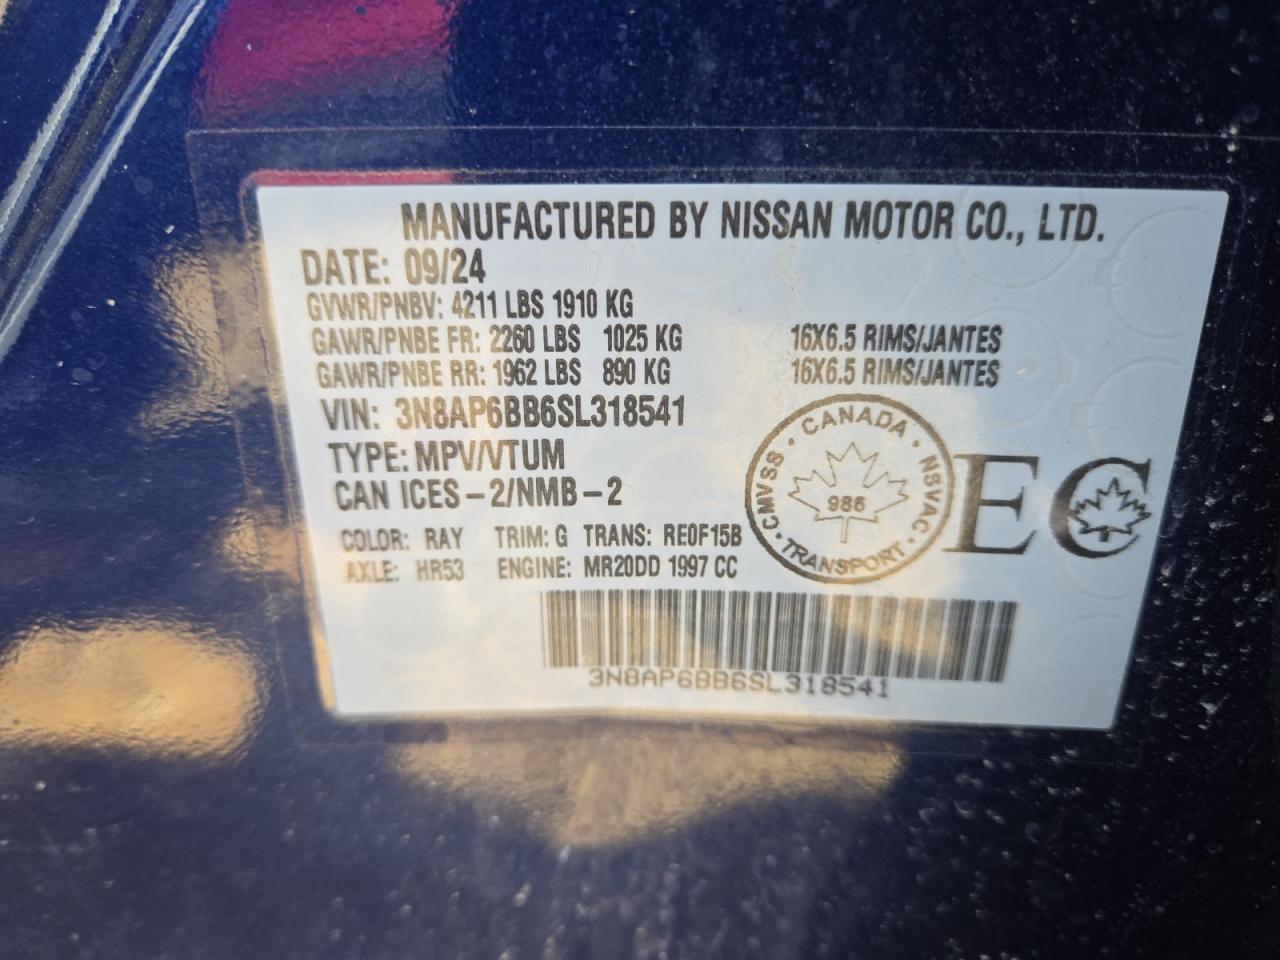 MANUFACTURED BY NISSAN MOTOR CO., LTD.
DATE: 09/24
GVWR/PNBV: 4211 LBS 1910 KG
GAWR/PNBE FR: 2260 LBS 1025 KG 16X6.5 RIMS/JANTES
GAWR/PNBE RR: 1962 LBS 890 KG 16X6.5 RIMS/JANTES
VIN: 3N8AP6BB6SL318541
TYPE: MPV/VTUM
CAN ICES-2/NMB-2
COLOR: RAY TRIM: G TRANS: RE0F15B
AXLE: HR53 ENGINE: MR20DD 1997 CC
CANADA · NSVAC · TRANSPORT · CMVSS ·
986
EC
3N8AP6BB6SL318541